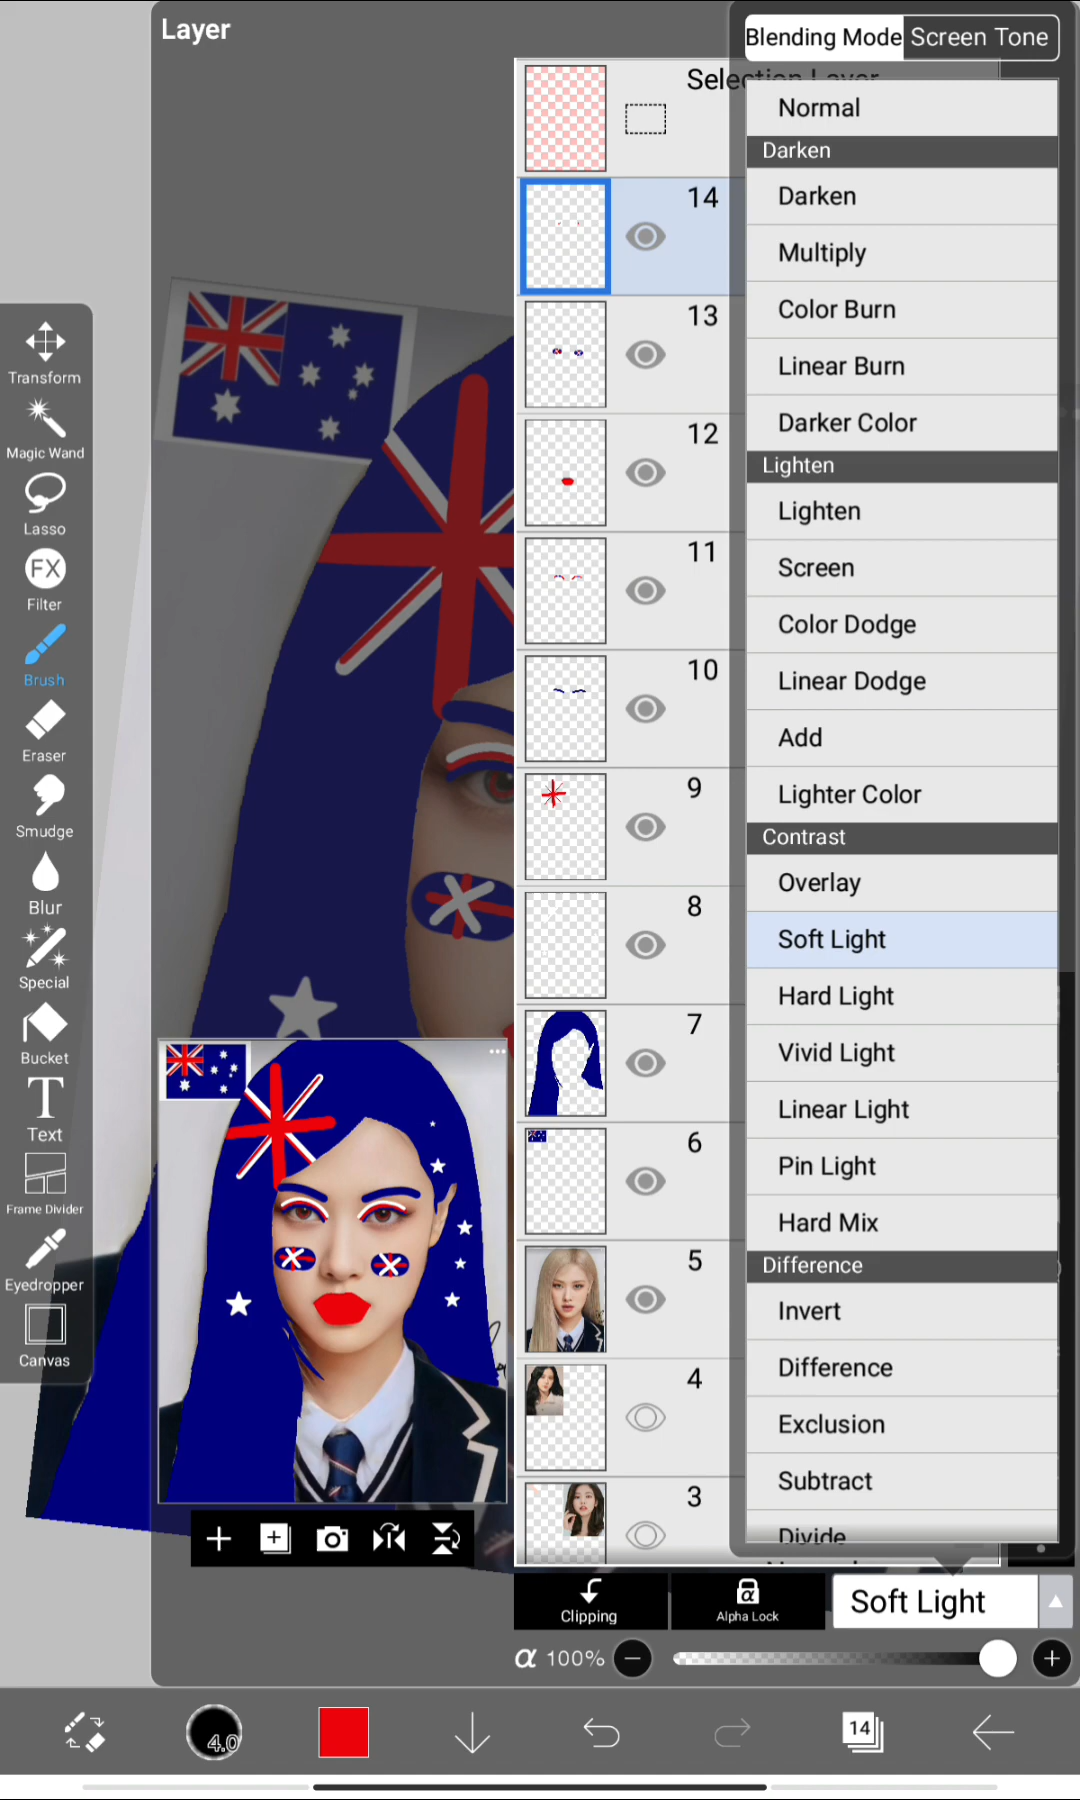 Layer
Blending Mode
Screen Tone
Selection Layer
Normal
Darken
Darken
Multiply
Color Burn
Linear Burn
Darker Color
Lighten
Lighten
Screen
Color Dodge
Linear Dodge
Add
Lighter Color
Contrast
Overlay
Soft Light
Hard Light
Vivid Light
Linear Light
Pin Light
Hard Mix
Difference
Invert
Difference
Exclusion
Subtract
Divide
14
13
12
11
10
9
8
7
6
5
4
3
Transform
Magic Wand
Lasso
FX
Filter
Brush
Eraser
Smudge
Blur
Special
Bucket
T
Text
Frame Divider
Eyedropper
Canvas
Clipping
α
Alpha Lock
Soft Light
α 100%
4.0
14